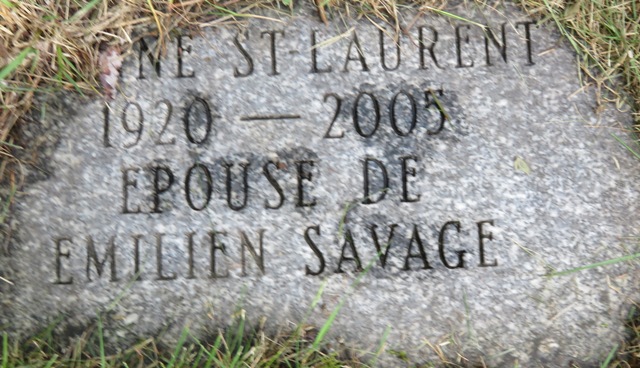 ST-LAURENT
1920 — 2005
EPOUSE DE
EMILIEN SAVAGE